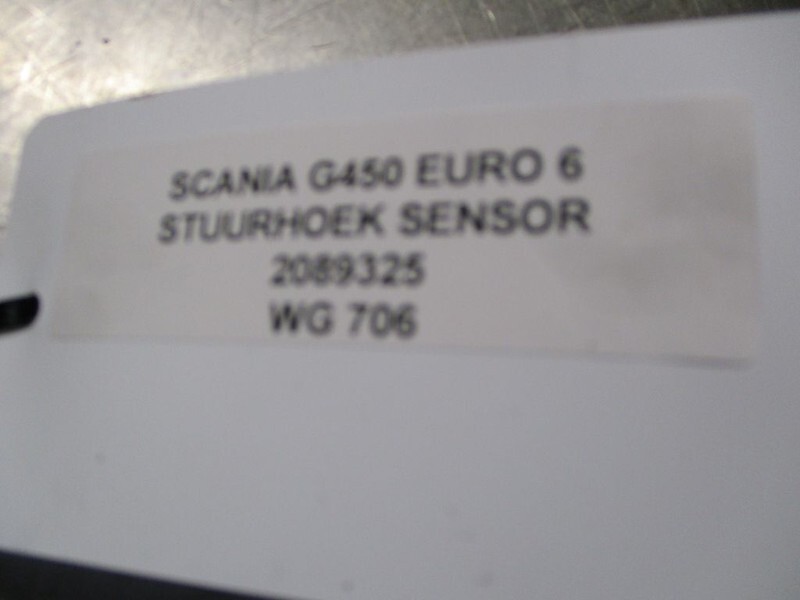 SCANIA G450 EURO 6
STUURHOEK SENSOR
2089325
WG 706